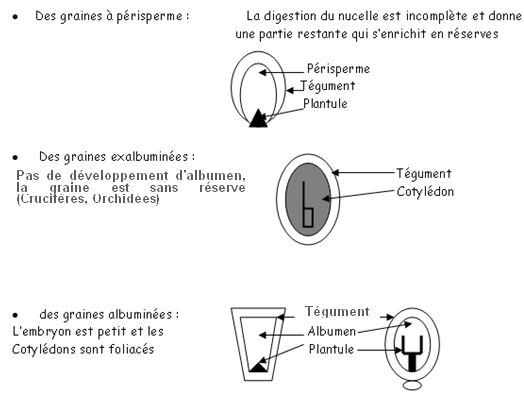 • Des graines à périsperme : La digestion du nucelle est incomplète et donne
une partie restante qui s'enrichit en réserves
Périsperme
Tégument
Plantule
• Des graines exalbuminées :
Pas de développement d'albumen,
la graine est sans réserve
(Crucifères, Orchidées)
Tégument
Cotylédon
• des graines albuminées :
L'embryon est petit et les
Cotylédons sont foliacés
Tégument
Albumen
Plantule